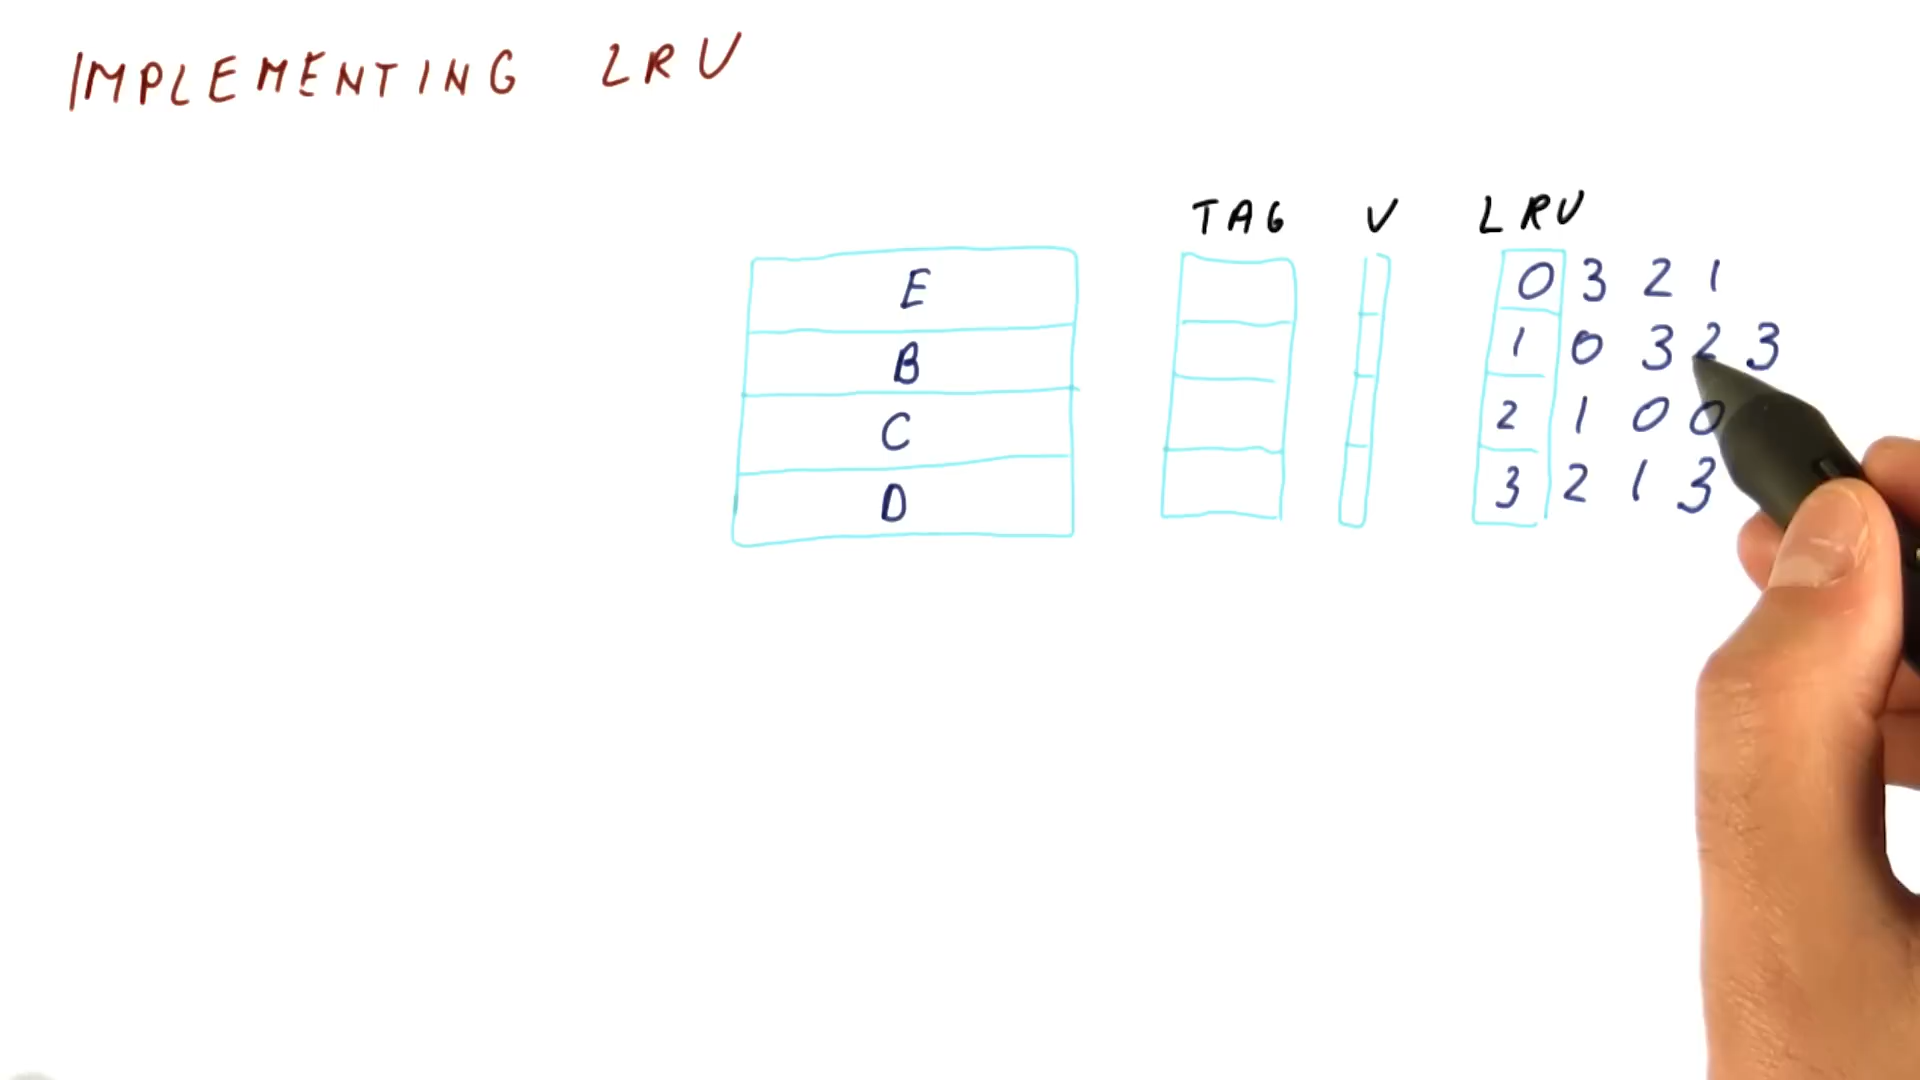 IMPLEMENTING LRU
TAG V LRU
E 0 3 2 1
B 1 0 3 2 3
C 2 1 0 0
D 3 2 1 3